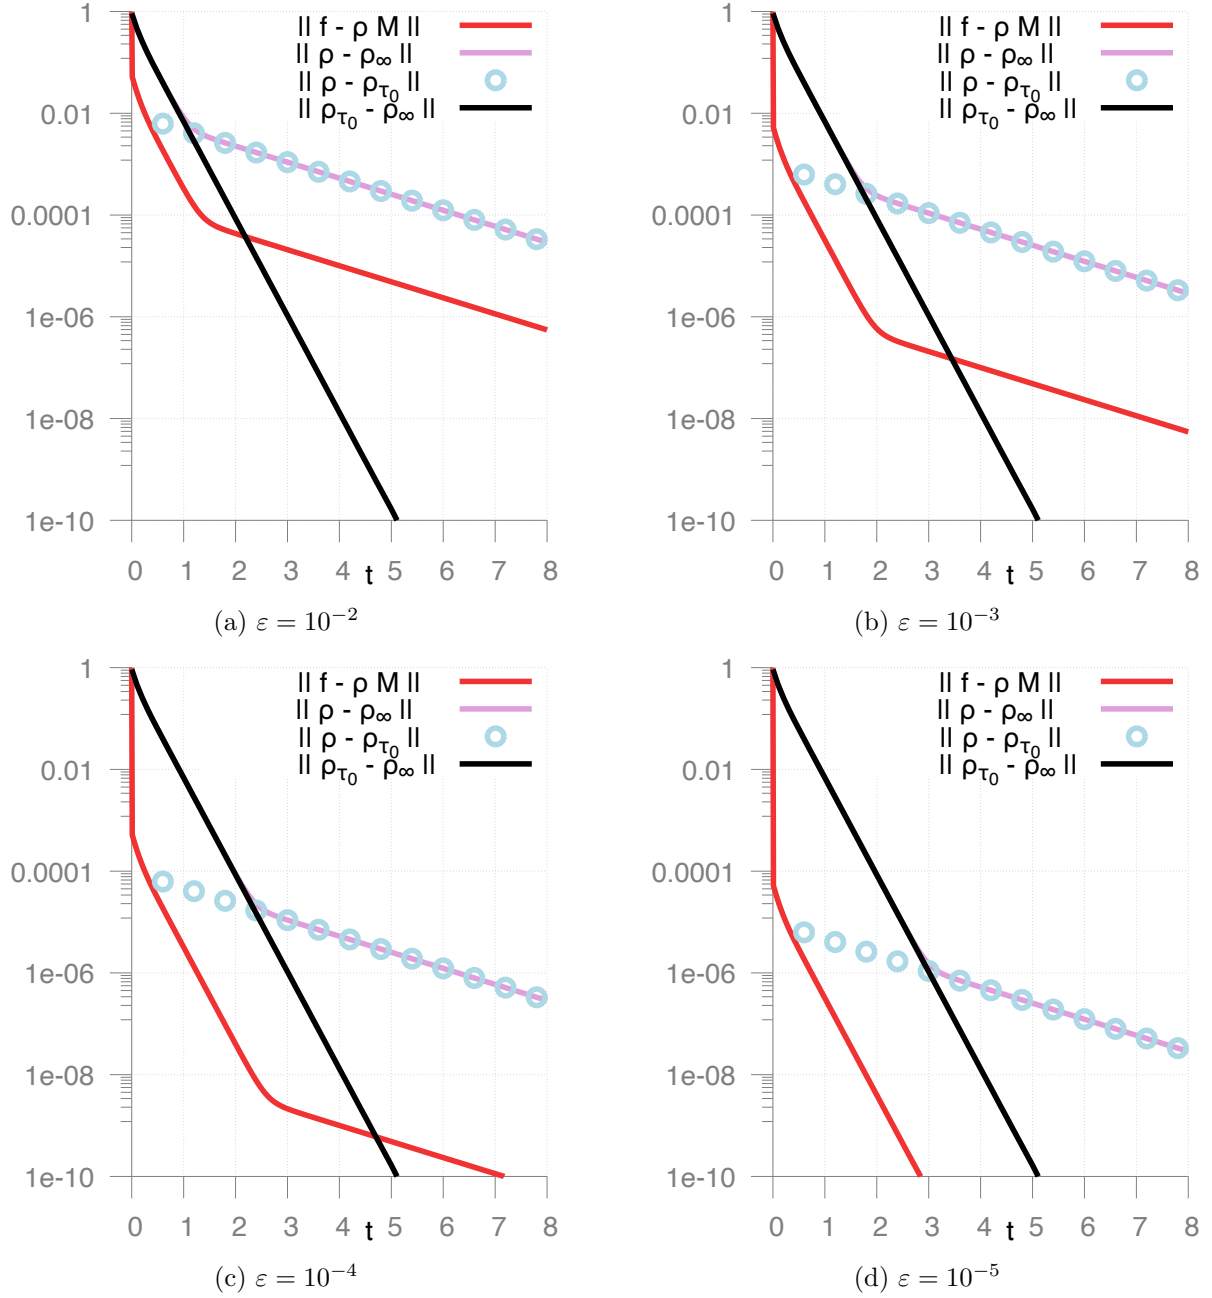 || f - ρ M ||
|| ρ - ρ∞ ||
|| ρ - ρτ0 ||
|| ρτ0 - ρ∞ ||
1
0.01
0.0001
1e-06
1e-08
1e-10
0 1 2 3 4 t 5 6 7 8
(a) ε = 10⁻²
|| f - ρ M ||
|| ρ - ρ∞ ||
|| ρ - ρτ0 ||
|| ρτ0 - ρ∞ ||
1
0.01
0.0001
1e-06
1e-08
1e-10
0 1 2 3 4 t 5 6 7 8
(b) ε = 10⁻³
|| f - ρ M ||
|| ρ - ρ∞ ||
|| ρ - ρτ0 ||
|| ρτ0 - ρ∞ ||
1
0.01
0.0001
1e-06
1e-08
1e-10
0 1 2 3 4 t 5 6 7 8
(c) ε = 10⁻⁴
|| f - ρ M ||
|| ρ - ρ∞ ||
|| ρ - ρτ0 ||
|| ρτ0 - ρ∞ ||
1
0.01
0.0001
1e-06
1e-08
1e-10
0 1 2 3 4 t 5 6 7 8
(d) ε = 10⁻⁵